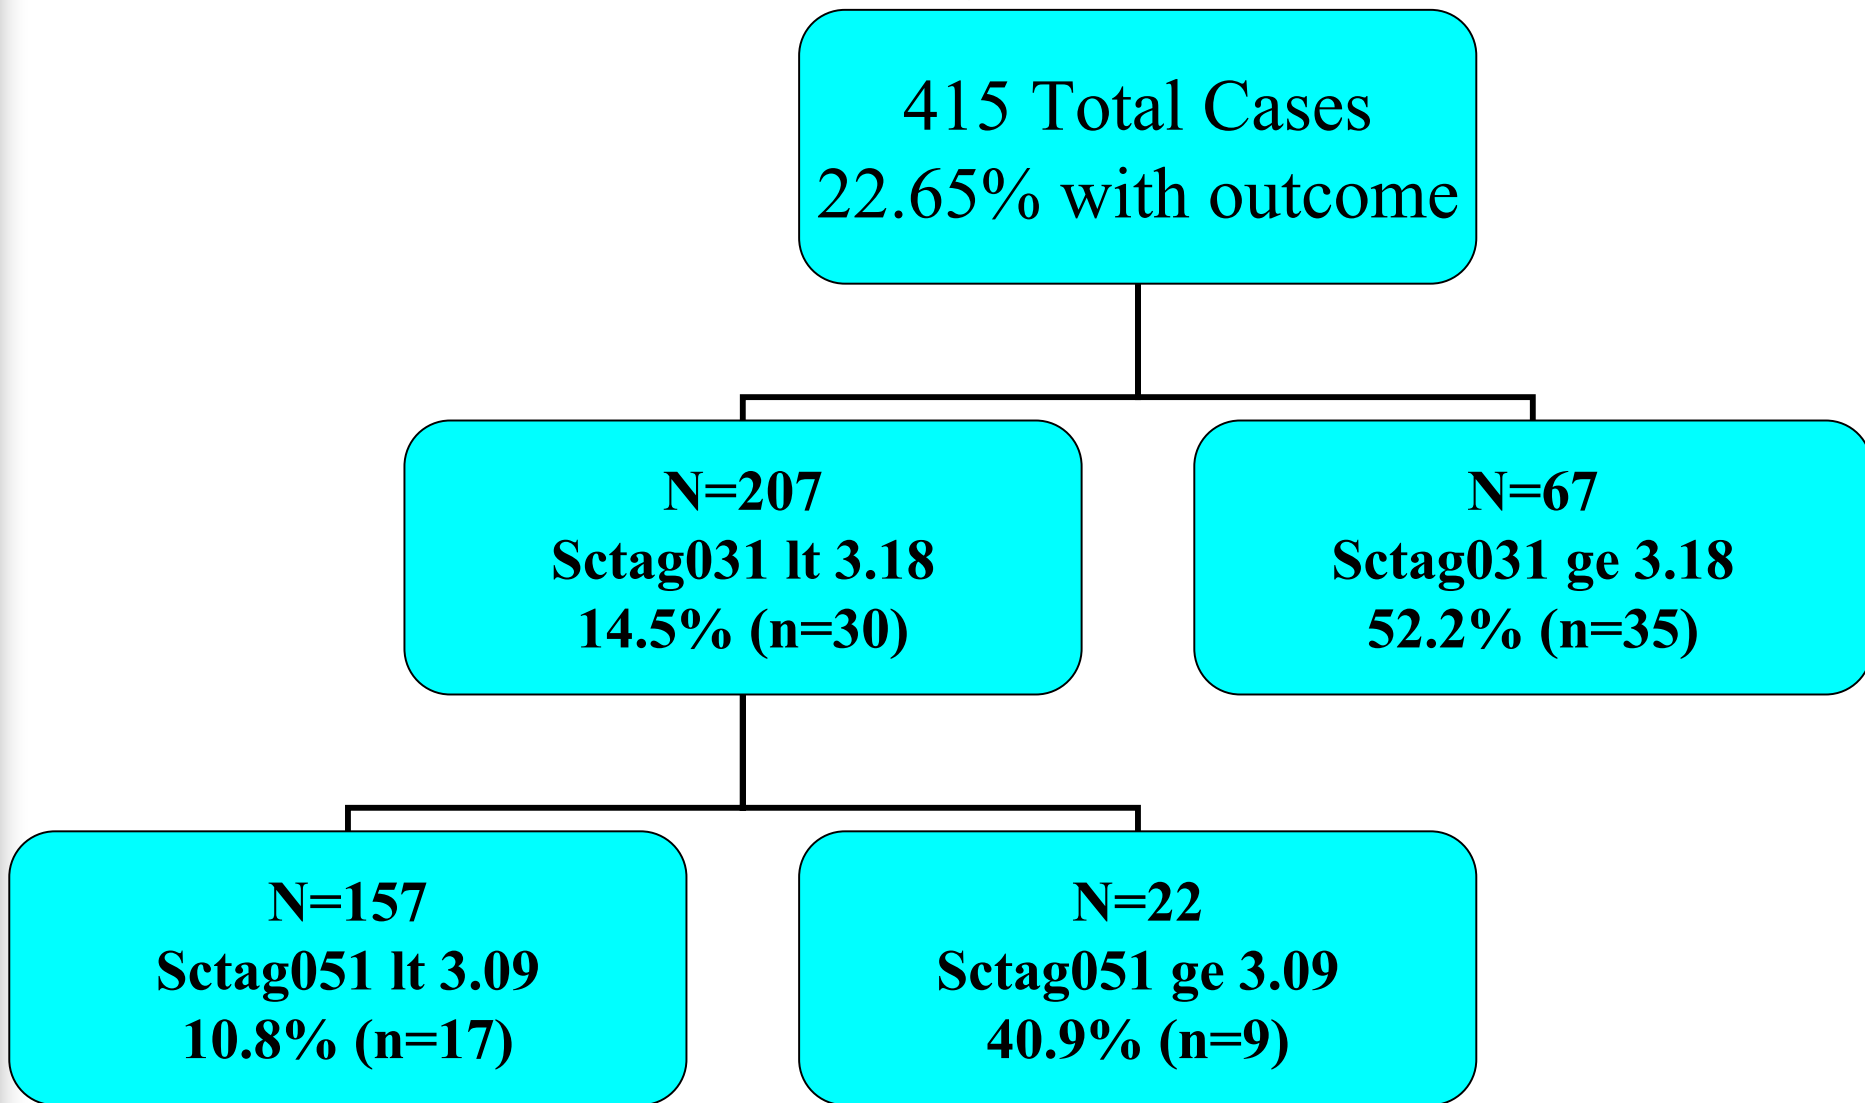 415 Total Cases
22.65% with outcome
N=207
Sctag031 lt 3.18
14.5% (n=30)
N=67
Sctag031 ge 3.18
52.2% (n=35)
N=157
Sctag051 lt 3.09
10.8% (n=17)
N=22
Sctag051 ge 3.09
40.9% (n=9)